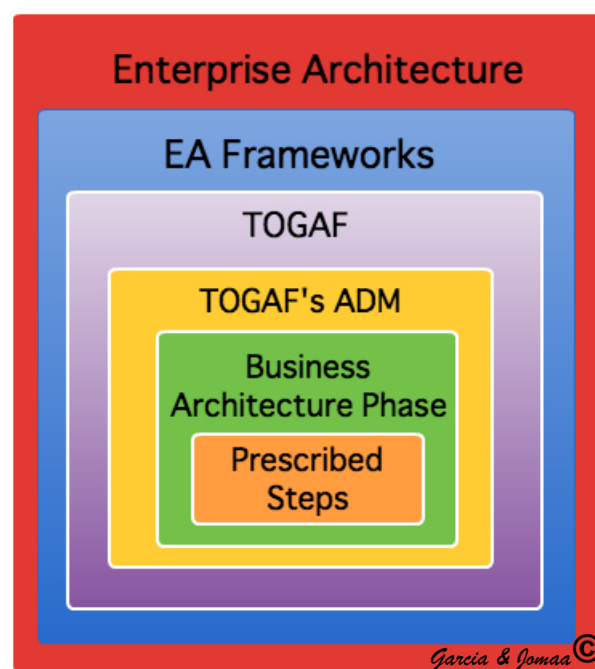 Enterprise Architecture
EA Frameworks
TOGAF
TOGAF's ADM
Business
Architecture Phase
Prescribed
Steps
Garcia & Jomaa©